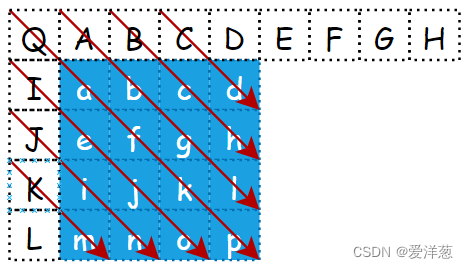 Q A B C D E F G H
I a b c d
J e f g h
K i j k l
L m n o p
CSDN @爱洋葱